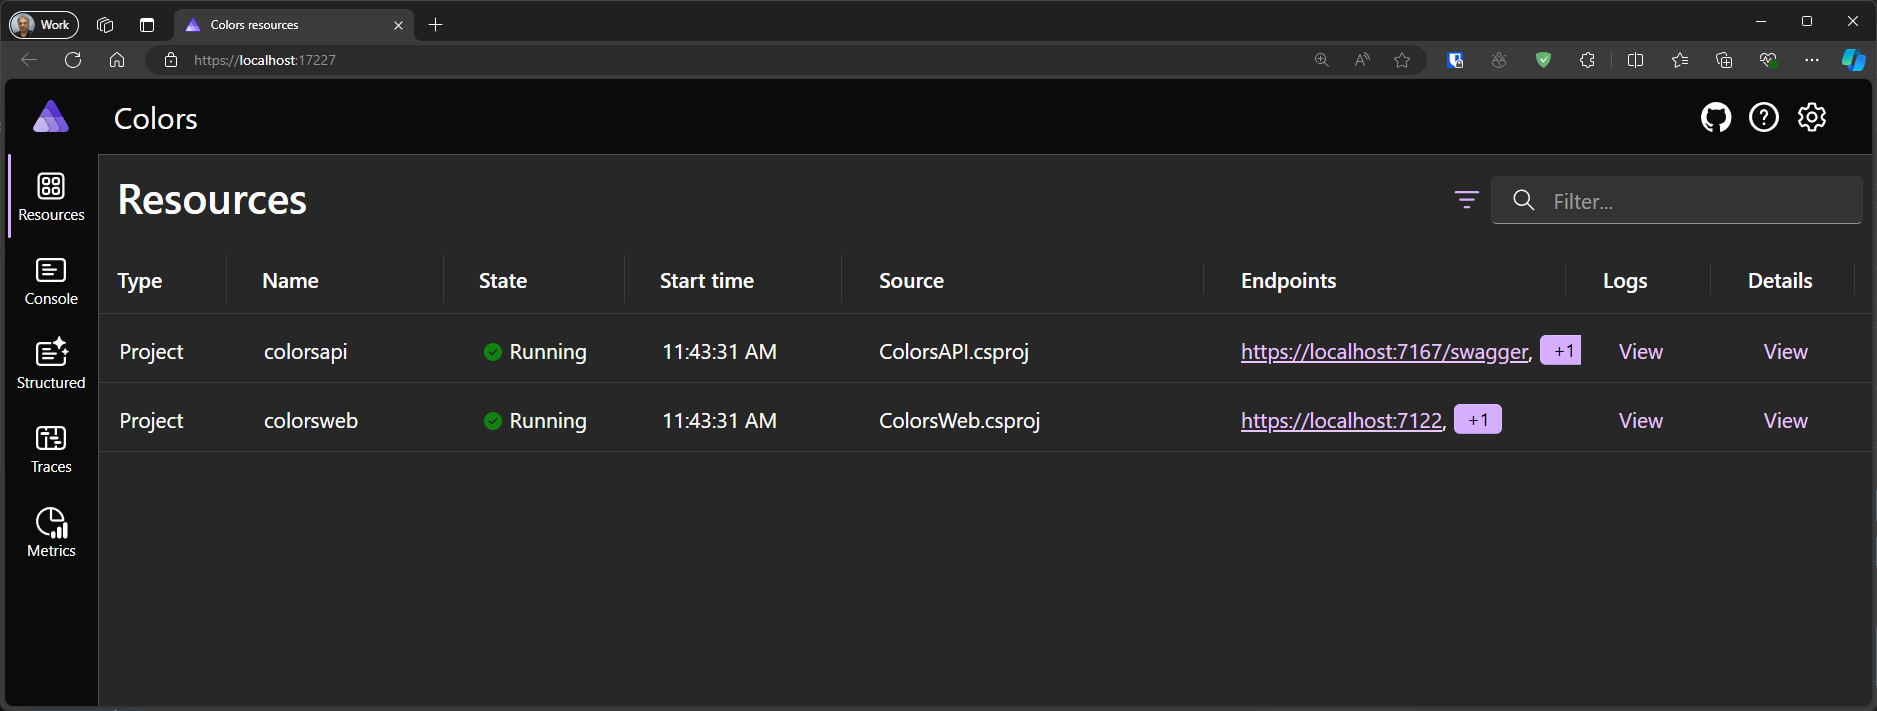 Work
Colors resources
https://localhost:17227
Colors
Resources
Filter...
Resources
Console
Structured
Traces
Metrics
Type Name State Start time Source Endpoints Logs Details
Project colorsapi Running 11:43:31 AM ColorsAPI.csproj https://localhost:7167/swagger, +1 View View
Project colorsweb Running 11:43:31 AM ColorsWeb.csproj https://localhost:7122, +1 View View